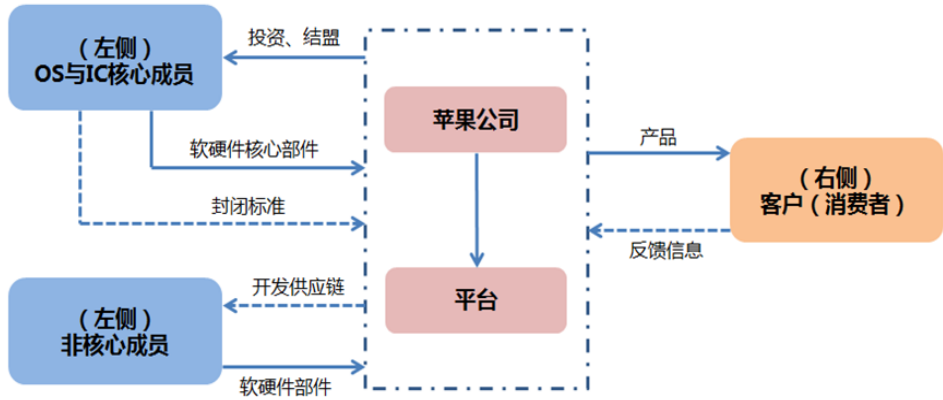 （左侧）
OS与IC核心成员
投资、结盟
软硬件核心部件
封闭标准
（左侧）
非核心成员
开发供应链
软硬件部件
苹果公司
平台
产品
反馈信息
（右侧）
客户（消费者）